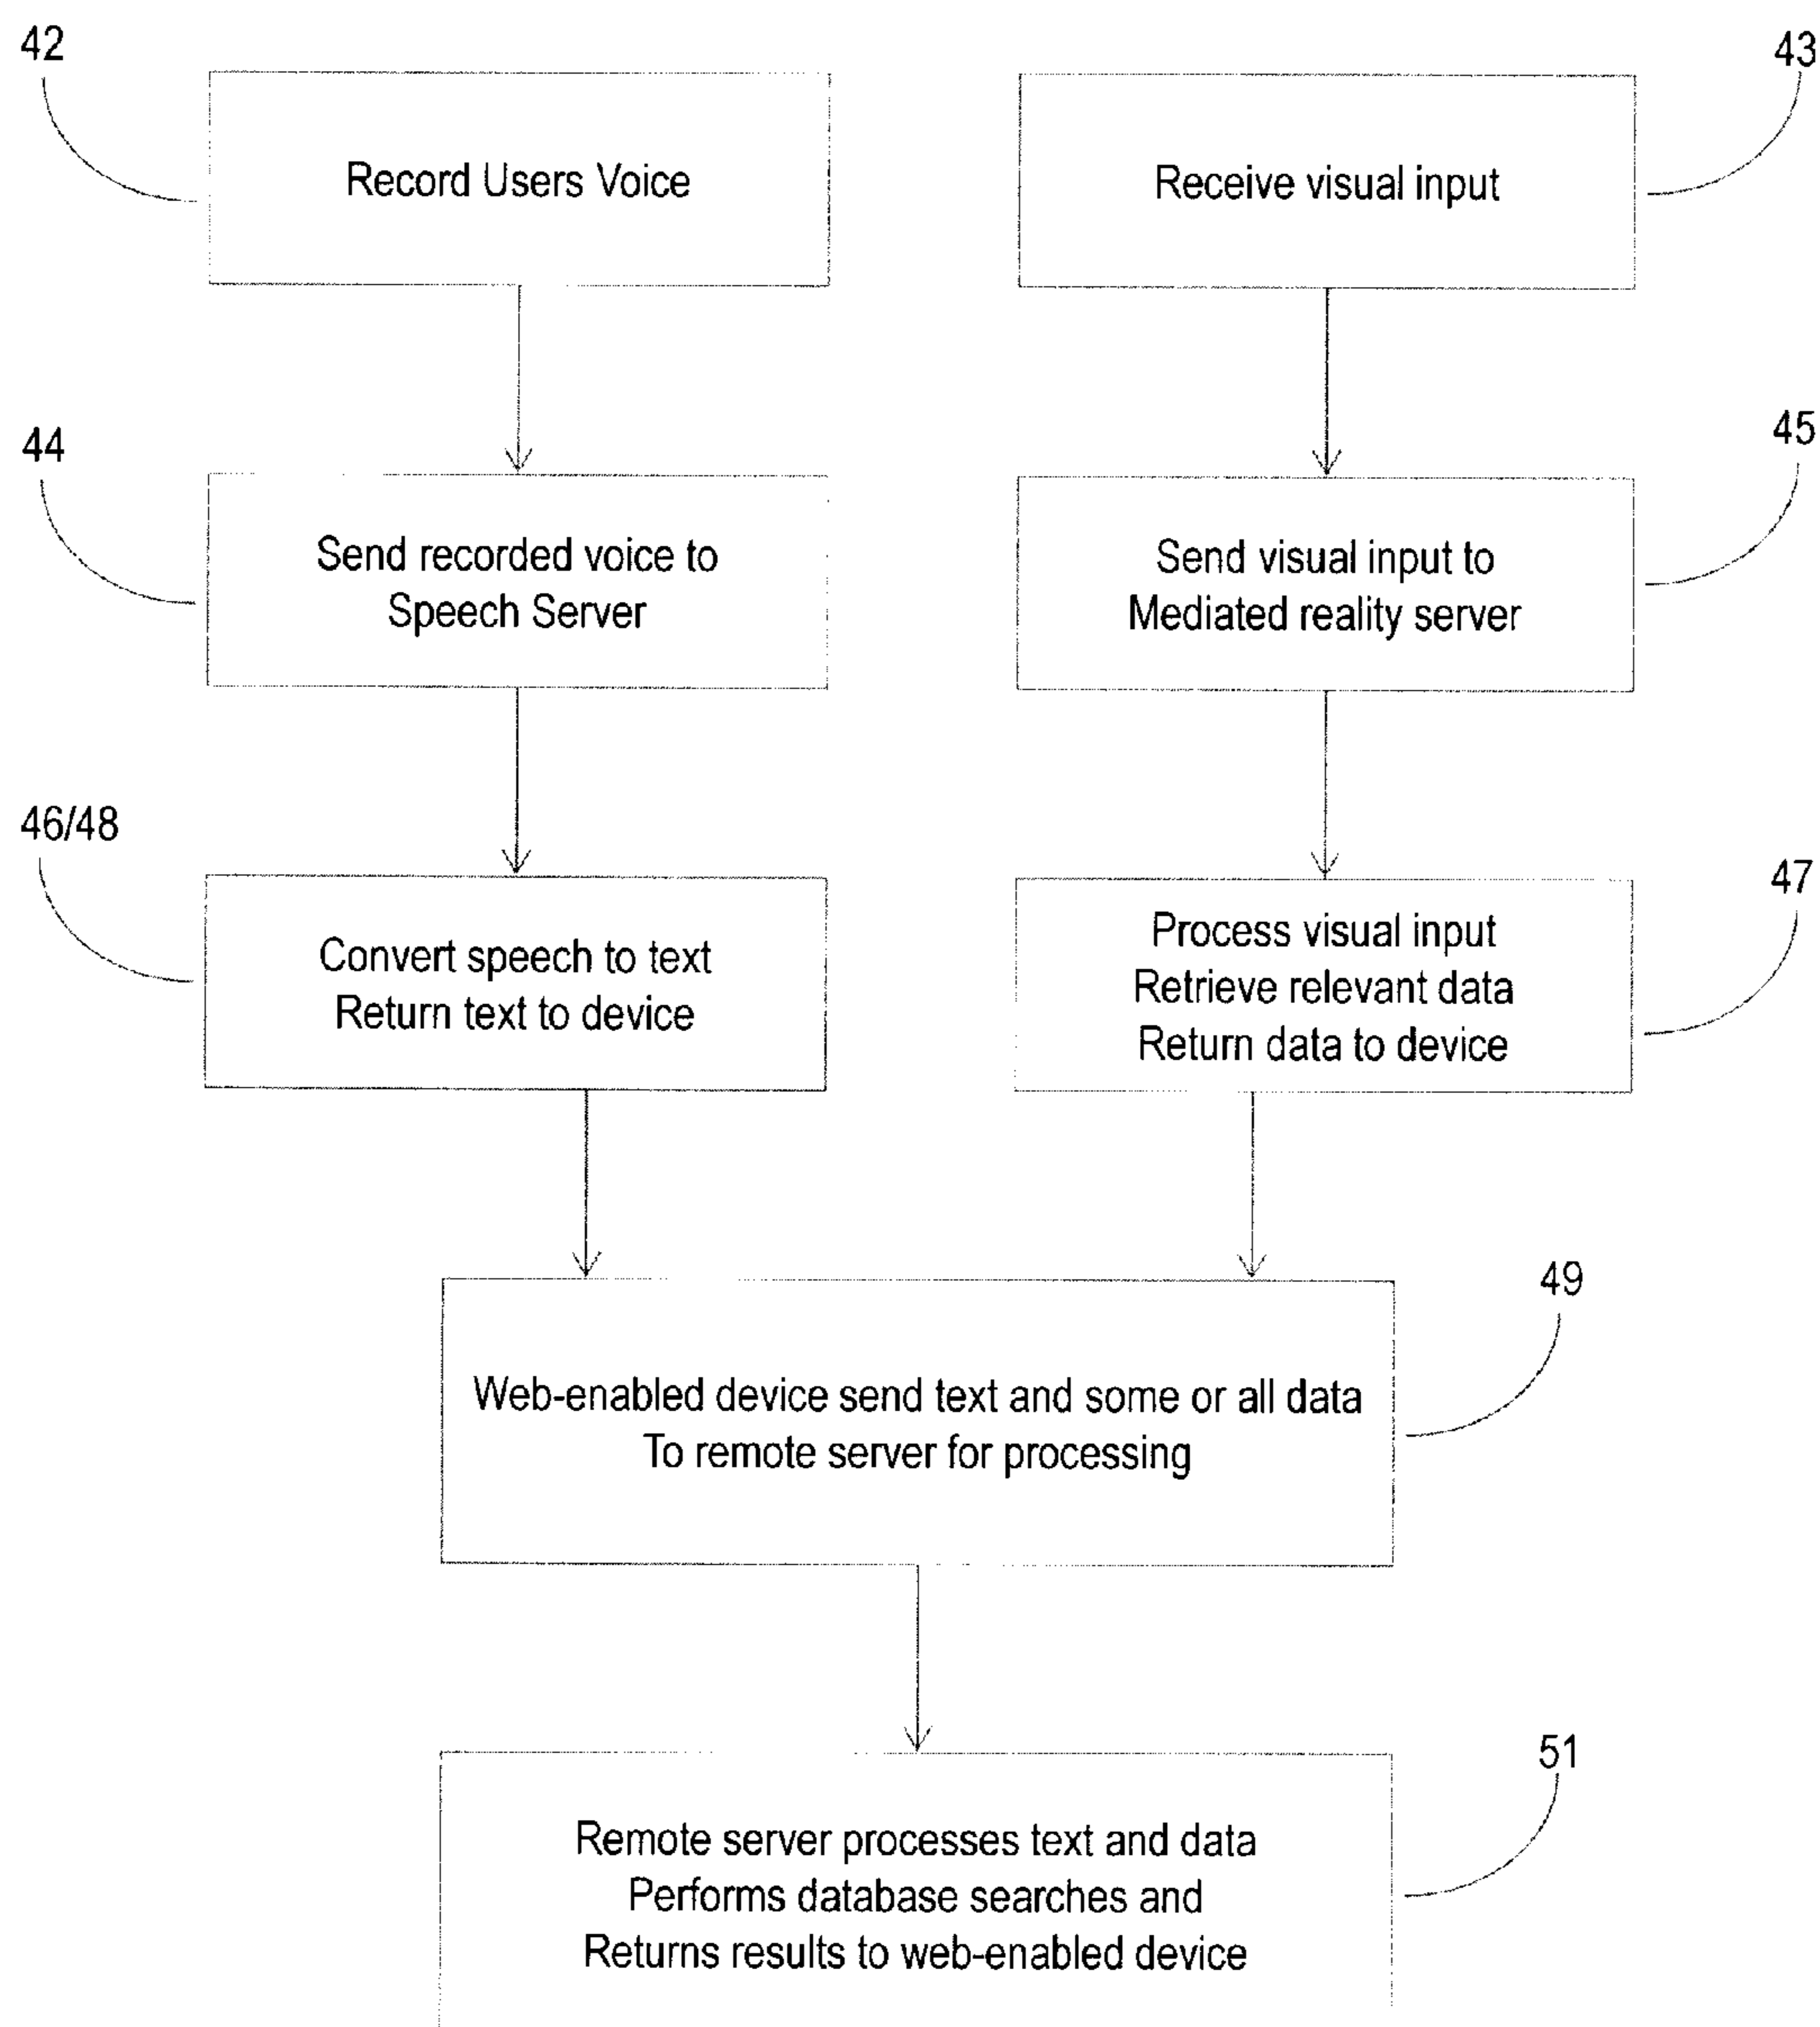 42
Record Users Voice
43
Receive visual input
44
Send recorded voice to
Speech Server
45
Send visual input to
Mediated reality server
46/48
Convert speech to text
Return text to device
47
Process visual input
Retrieve relevant data
Return data to device
49
Web-enabled device send text and some or all data
To remote server for processing
51
Remote server processes text and data
Performs database searches and
Returns results to web-enabled device